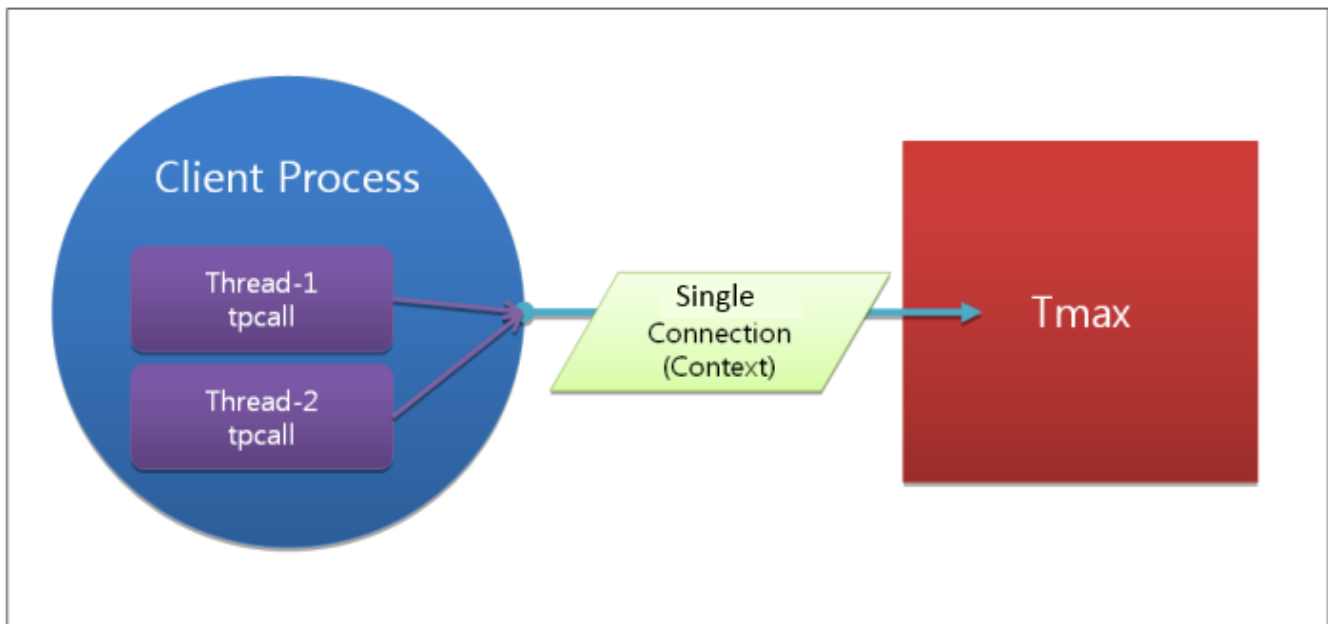 Client Process
Thread-1
tpcall
Thread-2
tpcall
Single
Connection
(Context)
Tmax